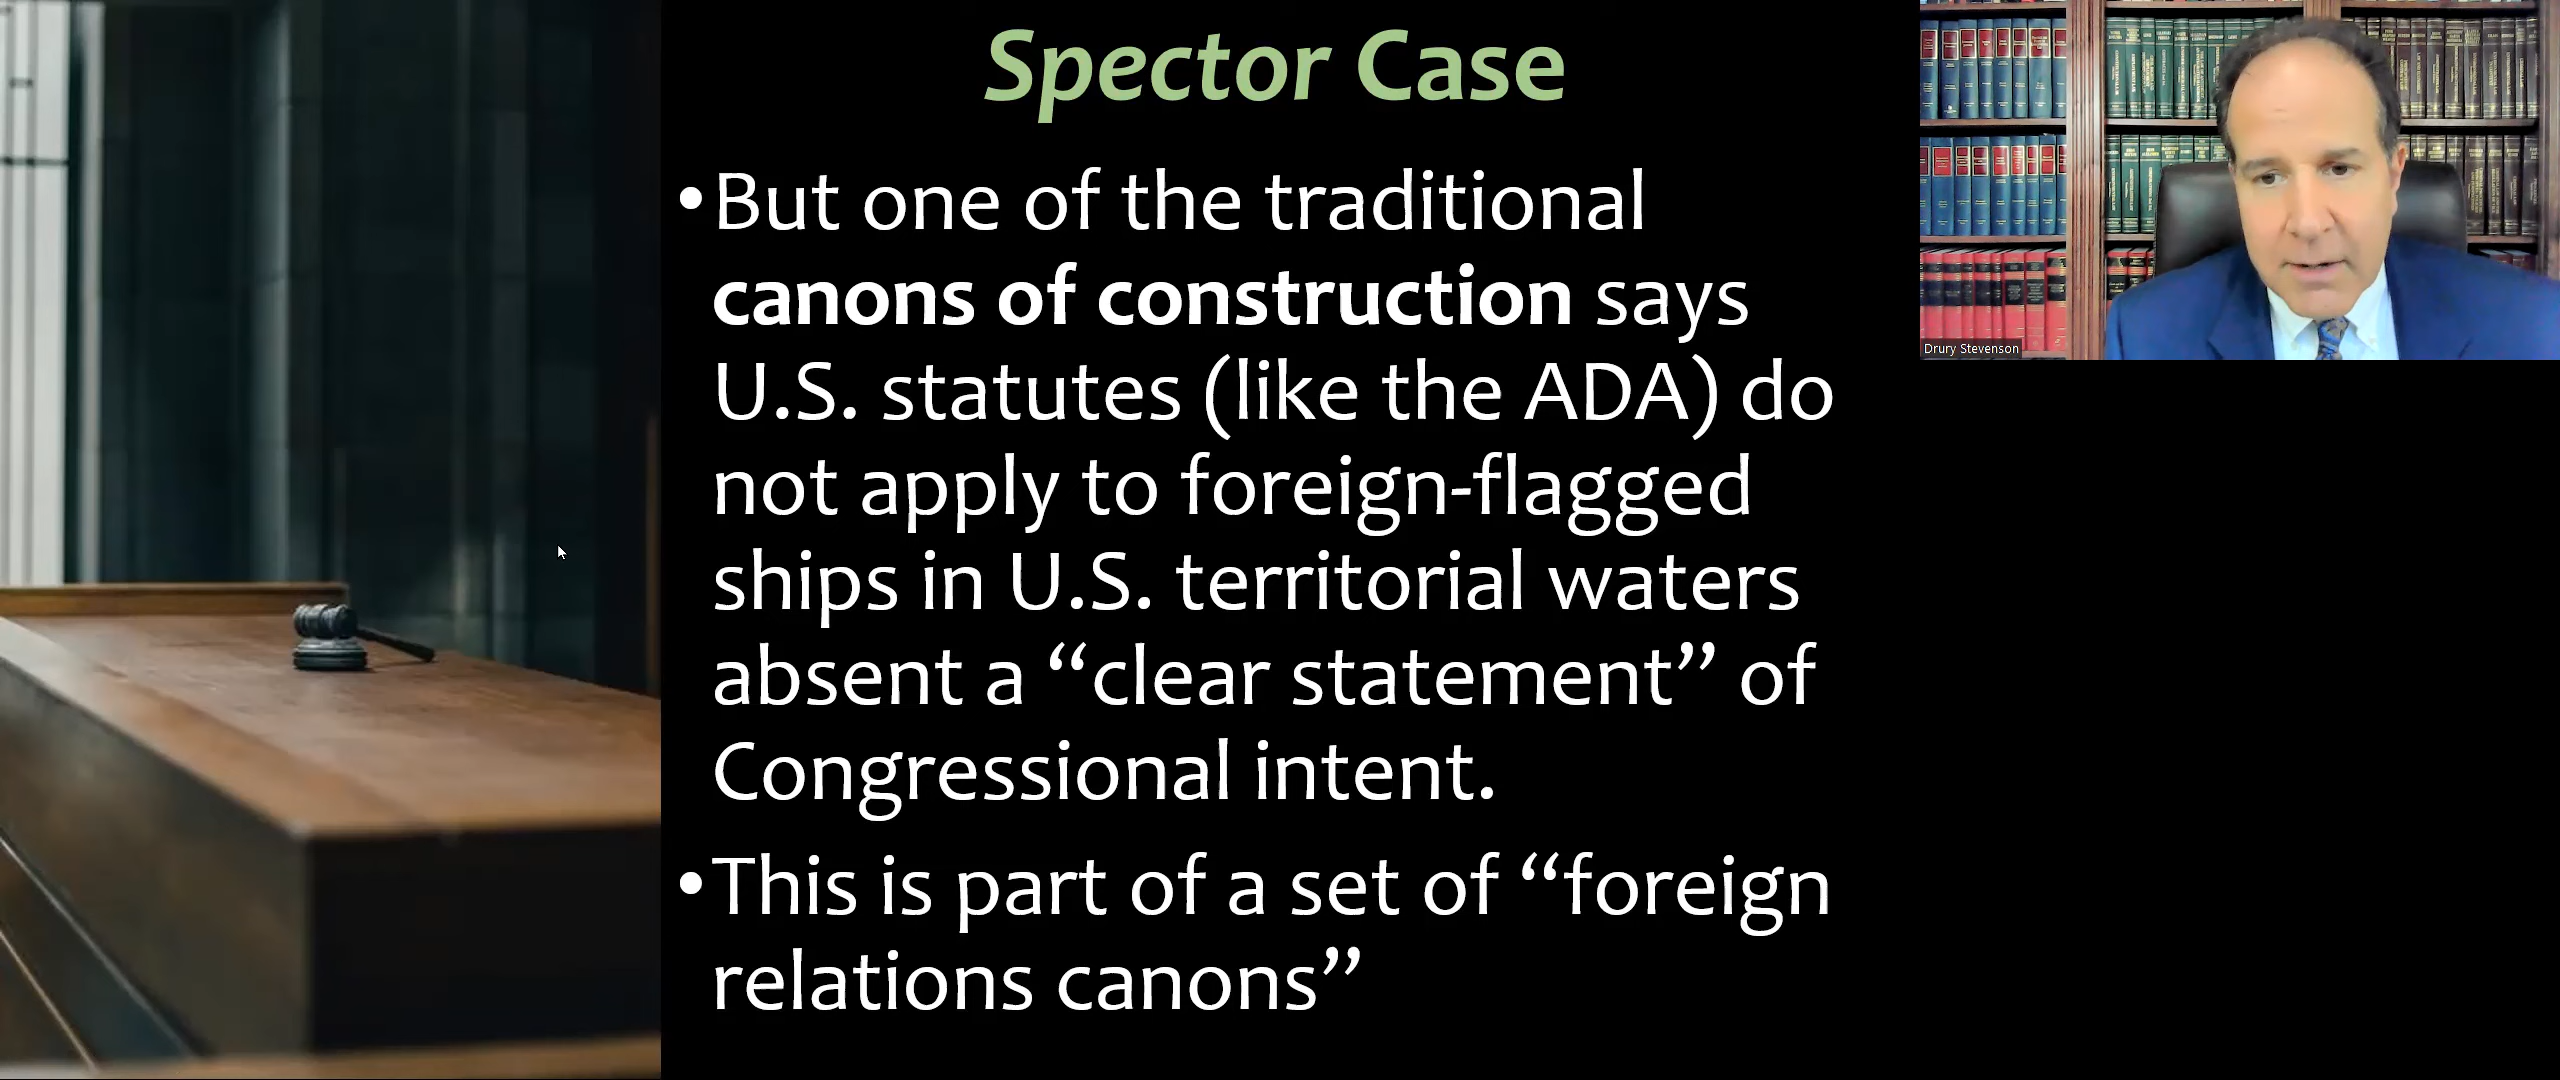 Spector Case
•But one of the traditional
canons of construction says
U.S. statutes (like the ADA) do
not apply to foreign-flagged
ships in U.S. territorial waters
absent a “clear statement” of
Congressional intent.
•This is part of a set of “foreign
relations canons”
Drury Stevenson